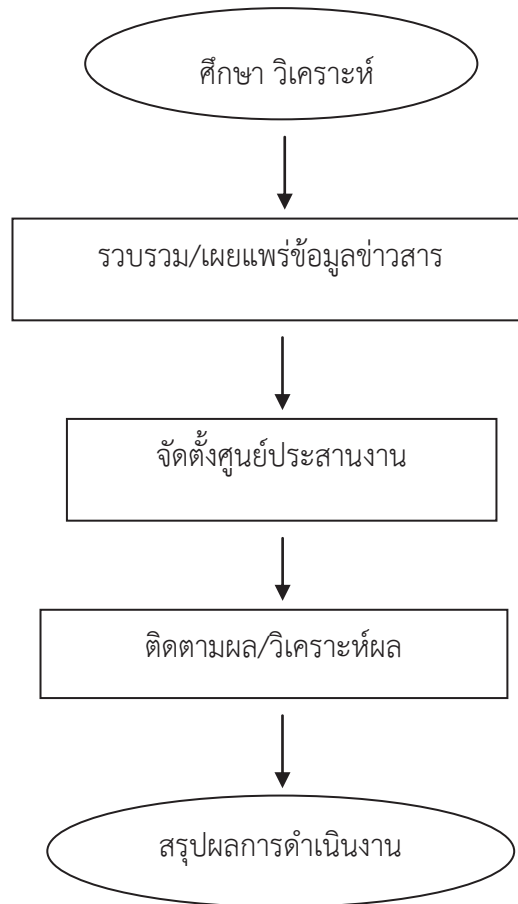 ศึกษา วิเคราะห์
รวบรวม/เผยแพร่ข้อมูลข่าวสาร
จัดตั้งศูนย์ประสานงาน
ติดตามผล/วิเคราะห์ผล
สรุปผลการดำเนินงาน